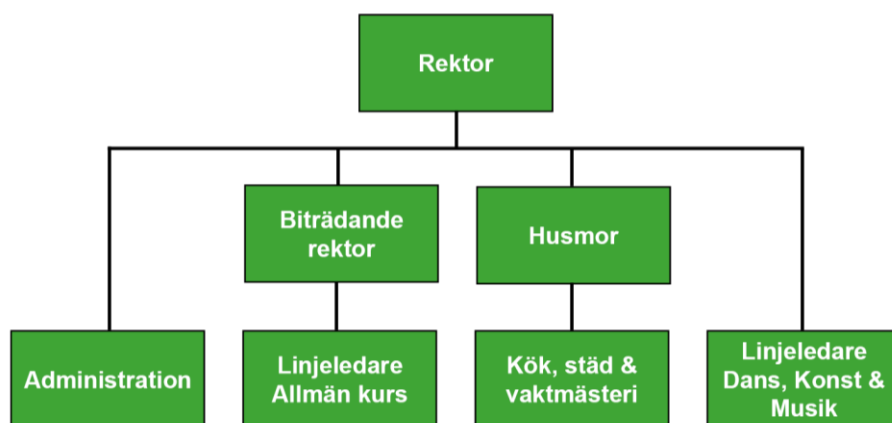 Rektor
Biträdande
rektor
Husmor
Administration
Linjeledare
Allmän kurs
Kök, städ &
vaktmästeri
Linjeledare
Dans, Konst &
Musik